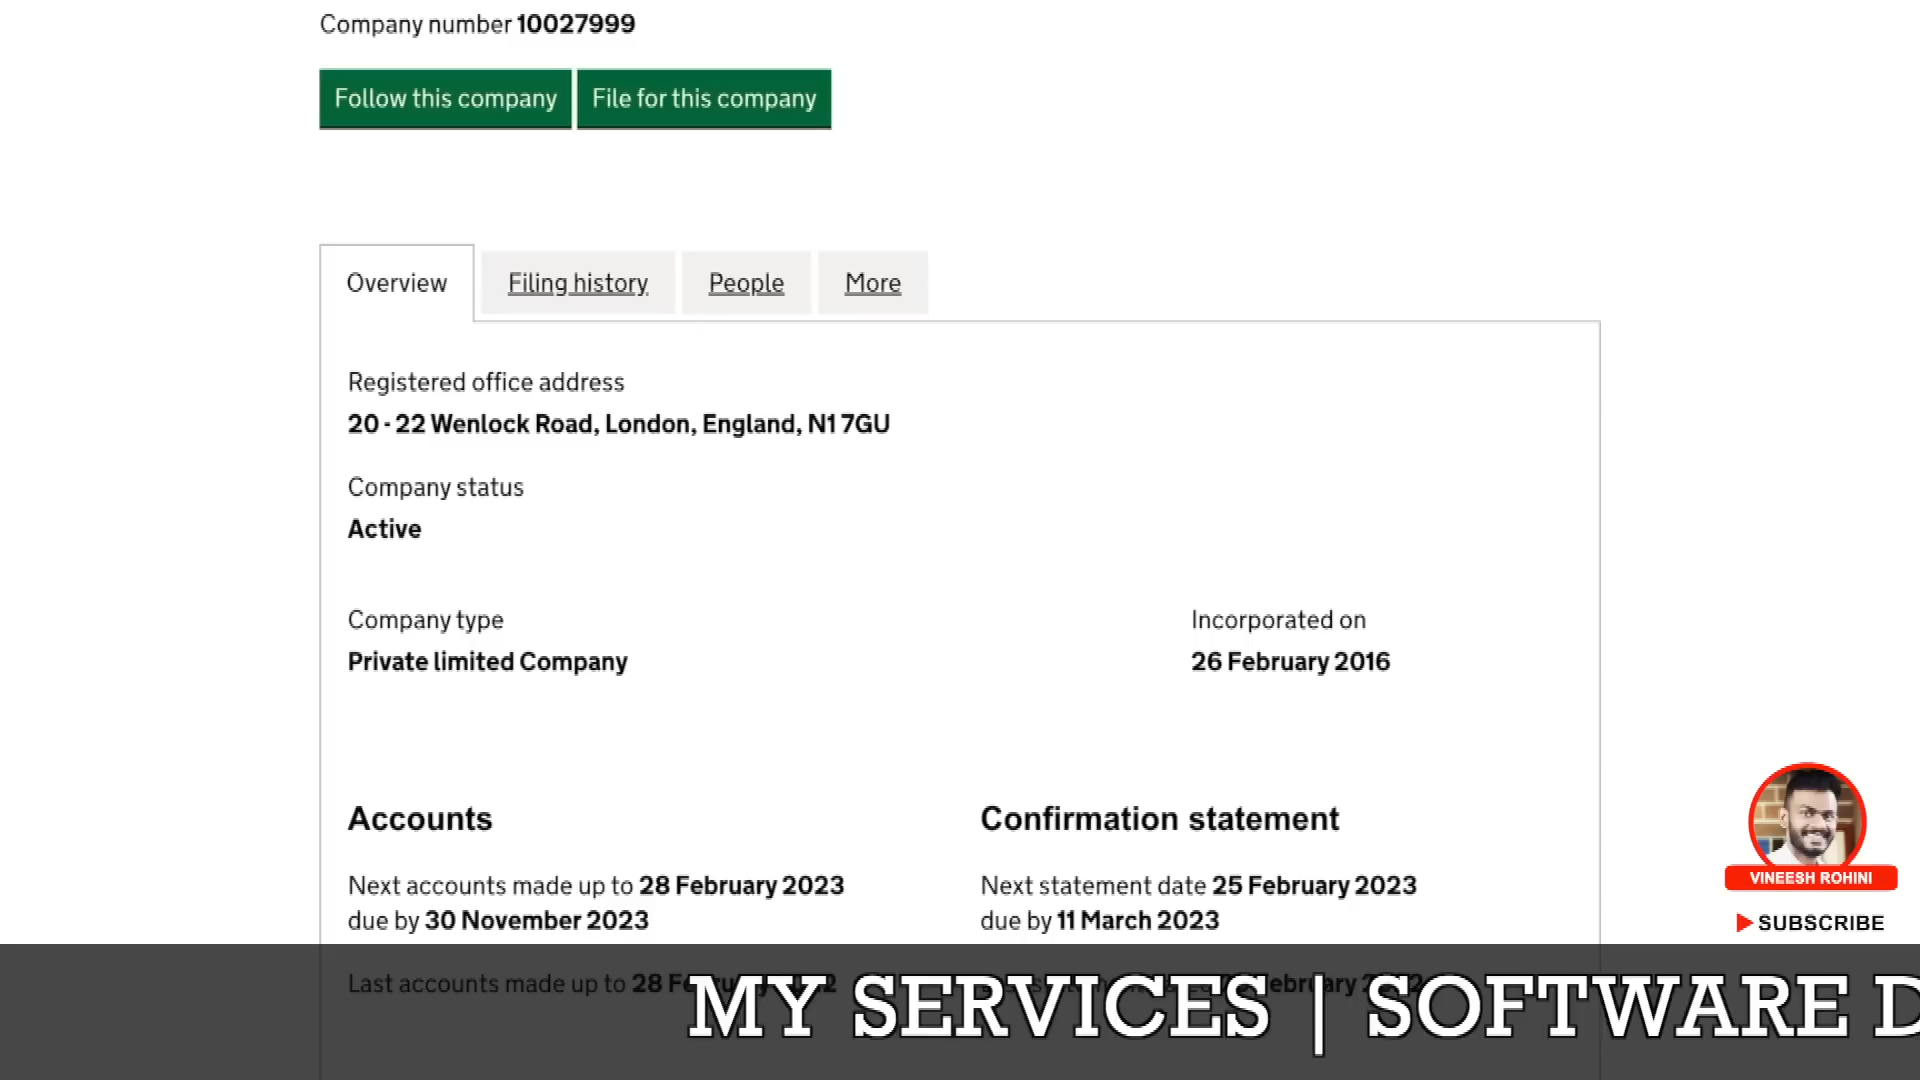 Company number 10027999
Follow this company
File for this company
Overview
Filing history
People
More
Registered office address
20 - 22 Wenlock Road, London, England, N1 7GU
Company status
Active
Company type
Private limited Company
Incorporated on
26 February 2016
Accounts
Next accounts made up to 28 February 2023
due by 30 November 2023
Last accounts made up to 28
Confirmation statement
Next statement date 25 February 2023
due by 11 March 2023
VINEESH ROHINI
SUBSCRIBE
MY SERVICES | SOFTWARE D